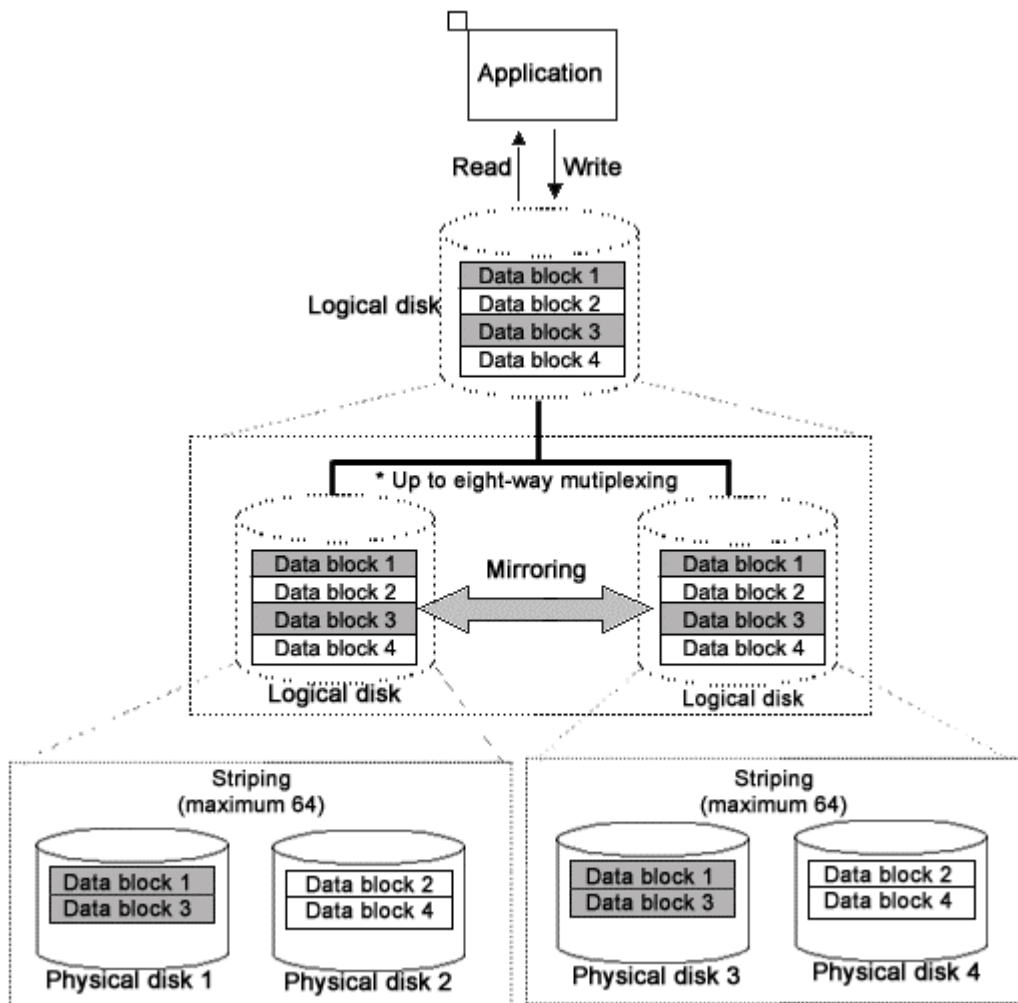 Application
Read
Write
Logical disk
Data block 1
Data block 2
Data block 3
Data block 4
* Up to eight-way mutiplexing
Data block 1
Data block 2
Data block 3
Data block 4
Logical disk
Mirroring
Data block 1
Data block 2
Data block 3
Data block 4
Logical disk
Striping
(maximum 64)
Data block 1
Data block 3
Physical disk 1
Data block 2
Data block 4
Physical disk 2
Striping
(maximum 64)
Data block 1
Data block 3
Physical disk 3
Data block 2
Data block 4
Physical disk 4